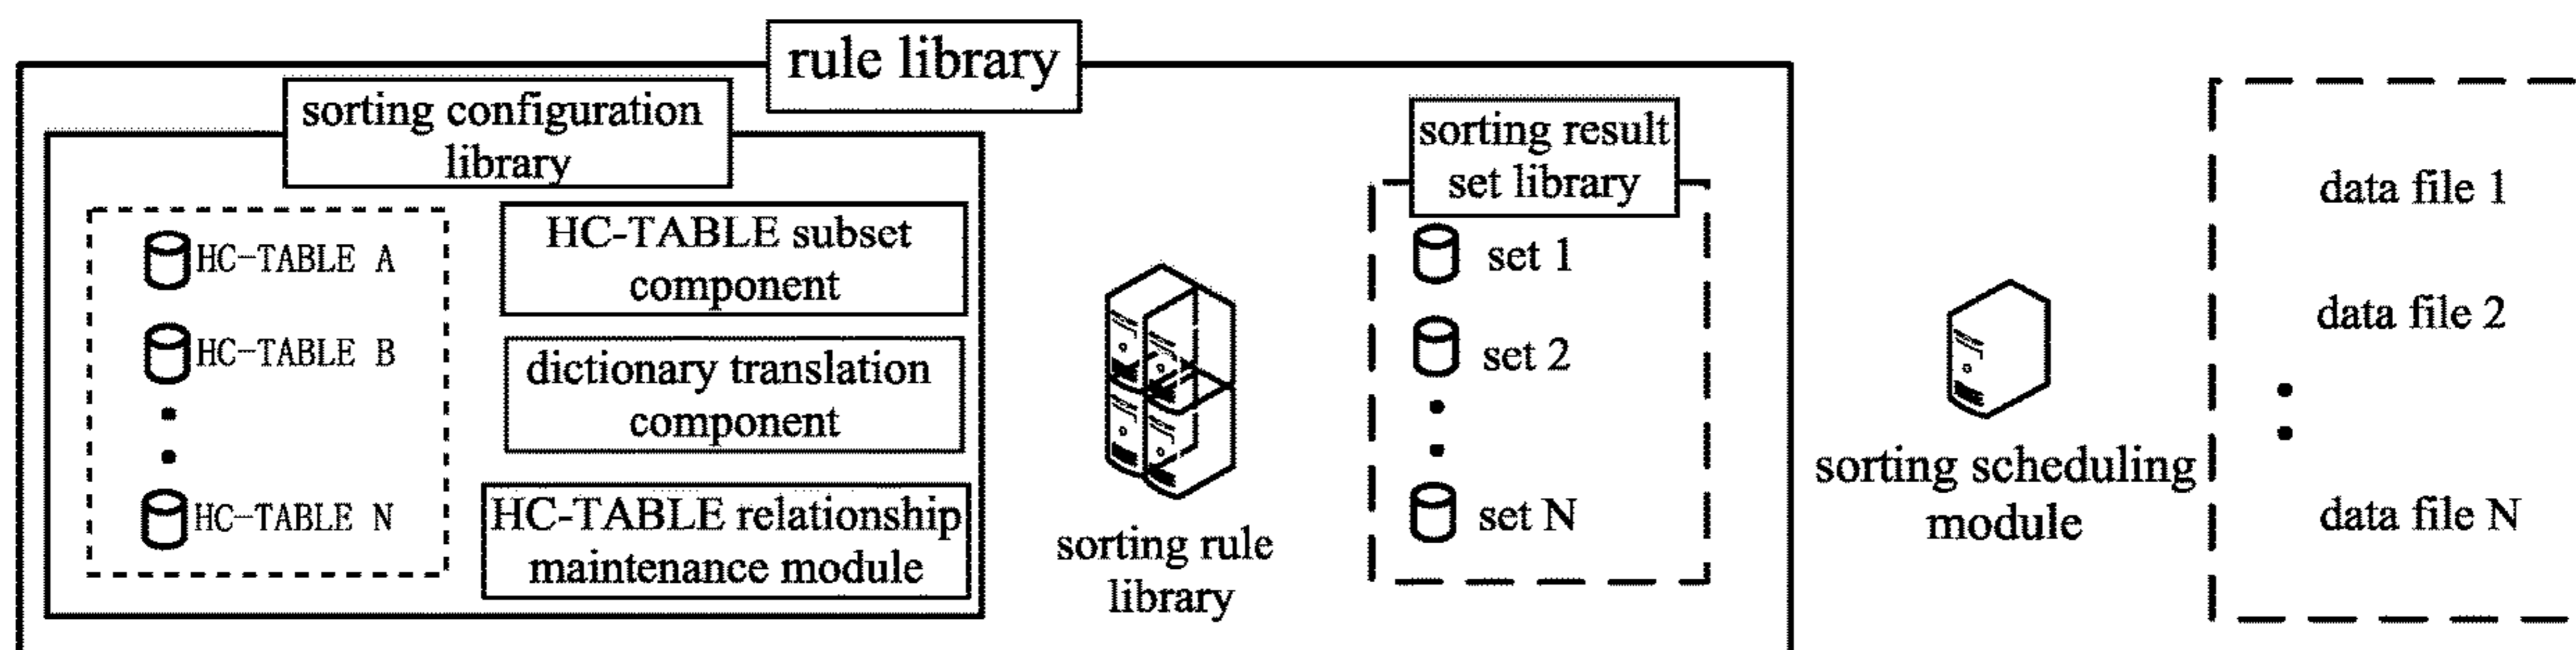 rule library
sorting configuration
library
HC-TABLE A
HC-TABLE B
HC-TABLE N
HC-TABLE subset
component
dictionary translation
component
HC-TABLE relationship
maintenance module
sorting rule
library
sorting result
set library
set 1
set 2
set N
sorting scheduling
module
data file 1
data file 2
data file N